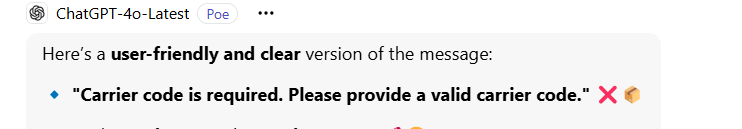 ChatGPT-4o-Latest Poe
Here's a user-friendly and clear version of the message:
"Carrier code is required. Please provide a valid carrier code." ❌ 📦